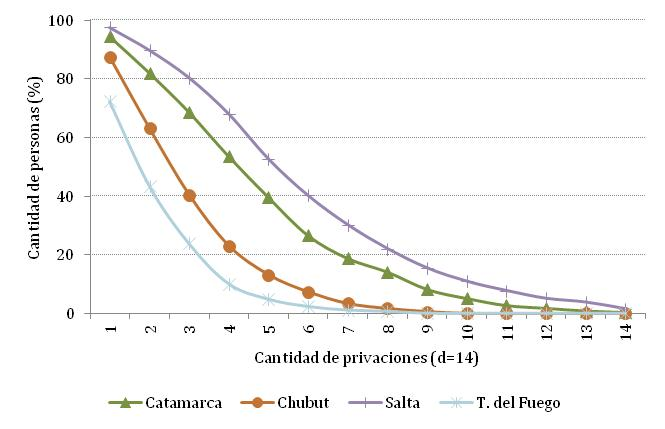 100
80
60
40
20
0
Cantidad de personas (%)
1 2 3 4 5 6 7 8 9 10 11 12 13 14
Cantidad de privaciones (d=14)
Catamarca Chubut Salta T. del Fuego